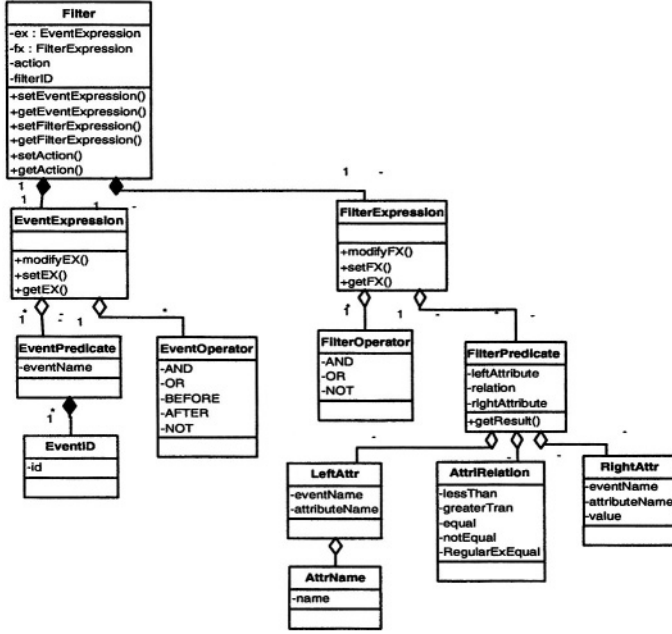 Filter
-ex : EventExpression
-fx : FilterExpression
-action
-filterID
+setEventExpression()
+getEventExpression()
+setFilterExpression()
+getFilterExpression()
+setAction()
+getAction()
1
1
1
1
EventExpression
+modifyEX()
+setEX()
+getEX()
FilterExpression
+modifyFX()
+setFX()
+getFX()
1
1
1
1
EventPredicate
-eventName
EventOperator
-AND
-OR
-BEFORE
-AFTER
-NOT
FilterOperator
-AND
-OR
-NOT
FilterPredicate
-leftAttribute
-relation
-rightAttribute
+getResult()
1
EventID
-id
LeftAttr
-eventName
-attributeName
AttrlRelation
-lessThan
-greaterTran
-equal
-notEqual
-RegularExEqual
RightAttr
-eventName
-attributeName
-value
AttrName
-name